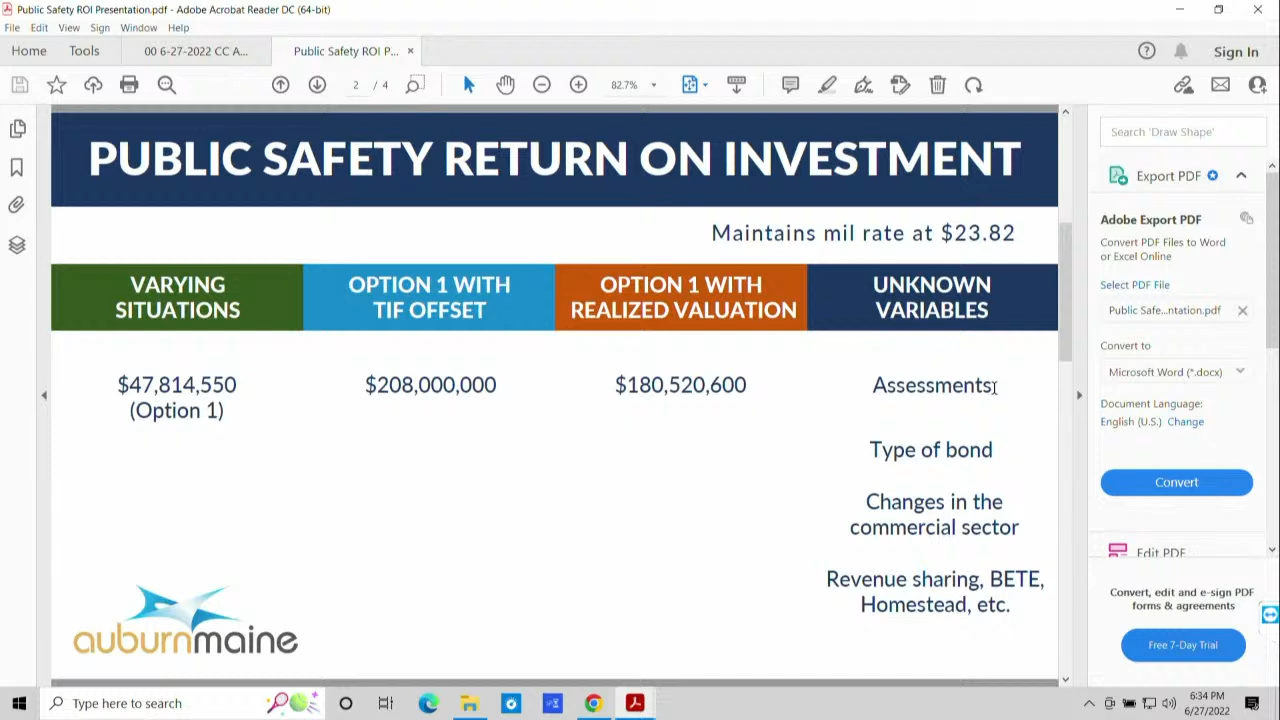 Public Safety ROI Presentation.pdf - Adobe Acrobat Reader DC (64-bit)
File Edit View Sign Window Help
Home Tools 00 6-27-2022 CC A... Public Safety ROI P... × Sign In
2 / 4 82.7%
PUBLIC SAFETY RETURN ON INVESTMENT
Maintains mil rate at $23.82
VARYING SITUATIONS
OPTION 1 WITH TIF OFFSET
OPTION 1 WITH REALIZED VALUATION
UNKNOWN VARIABLES
$47,814,550
(Option 1)
$208,000,000
$180,520,600
Assessments
Type of bond
Changes in the
commercial sector
Revenue sharing, BETE,
Homestead, etc.
auburnmaine
Search 'Draw Shape'
Export PDF
Adobe Export PDF
Convert PDF Files to Word
or Excel Online
Select PDF File
Public Safe...ntation.pdf
Convert to
Microsoft Word (*.docx)
Document Language:
English (U.S.) Change
Convert
Edit PDF
Convert, edit and e-sign PDF
forms & agreements
Free 7-Day Trial
Type here to search
6:34 PM
6/27/2022